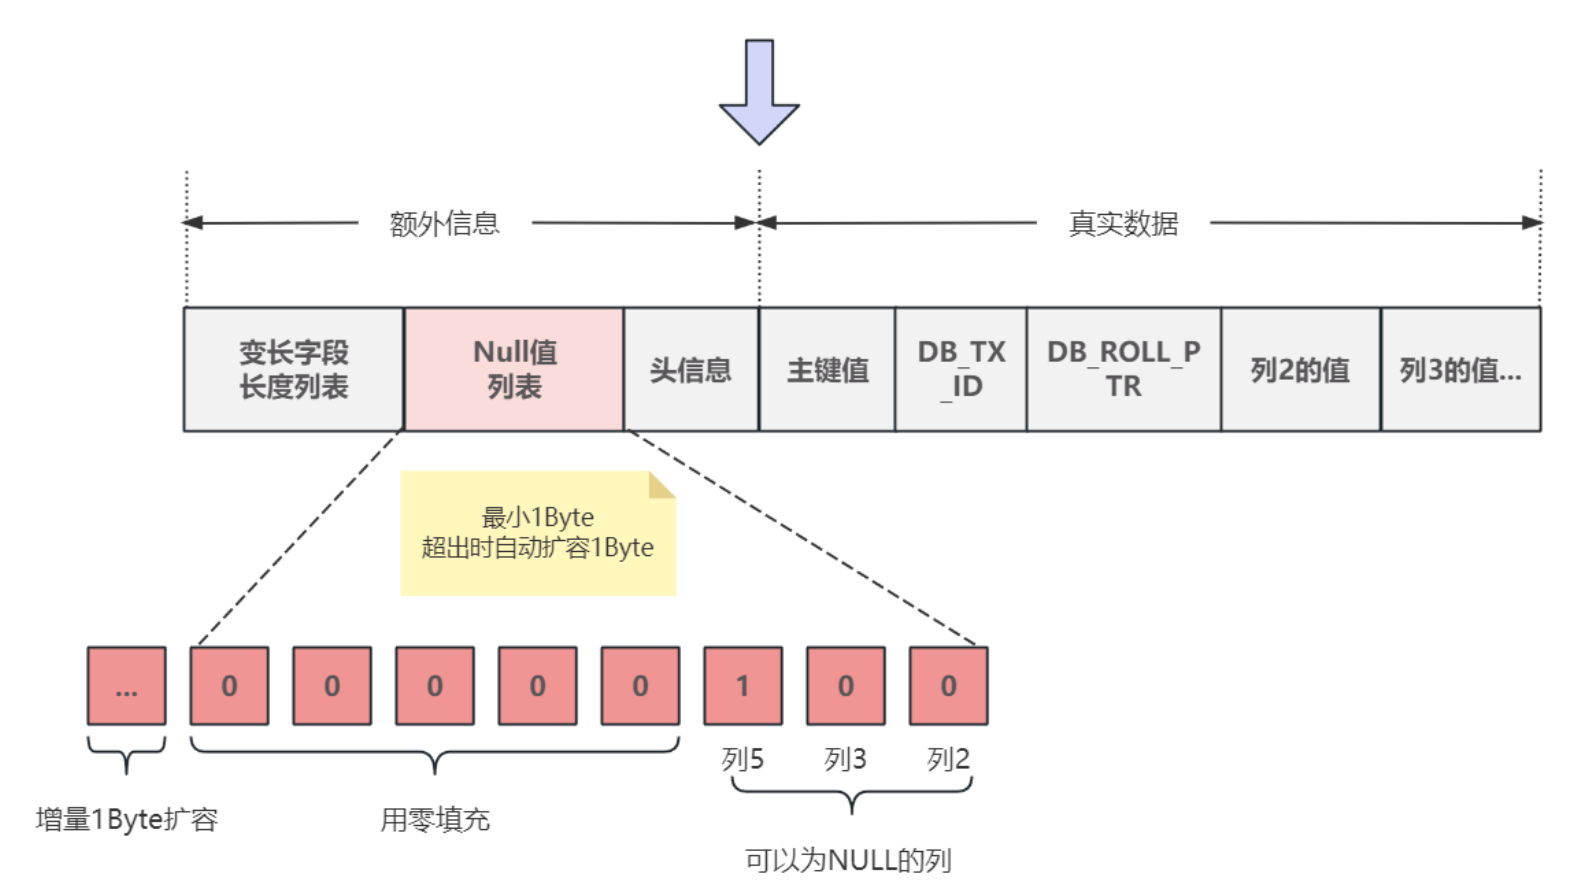 额外信息
真实数据
变长字段
长度列表
Null值
列表
头信息
主键值
DB_TX
_ID
DB_ROLL_P
TR
列2的值
列3的值...
最小1Byte
超出时自动扩容1Byte
...
0
0
0
0
0
1
0
0
列5
列3
列2
增量1Byte扩容
用零填充
可以为NULL的列